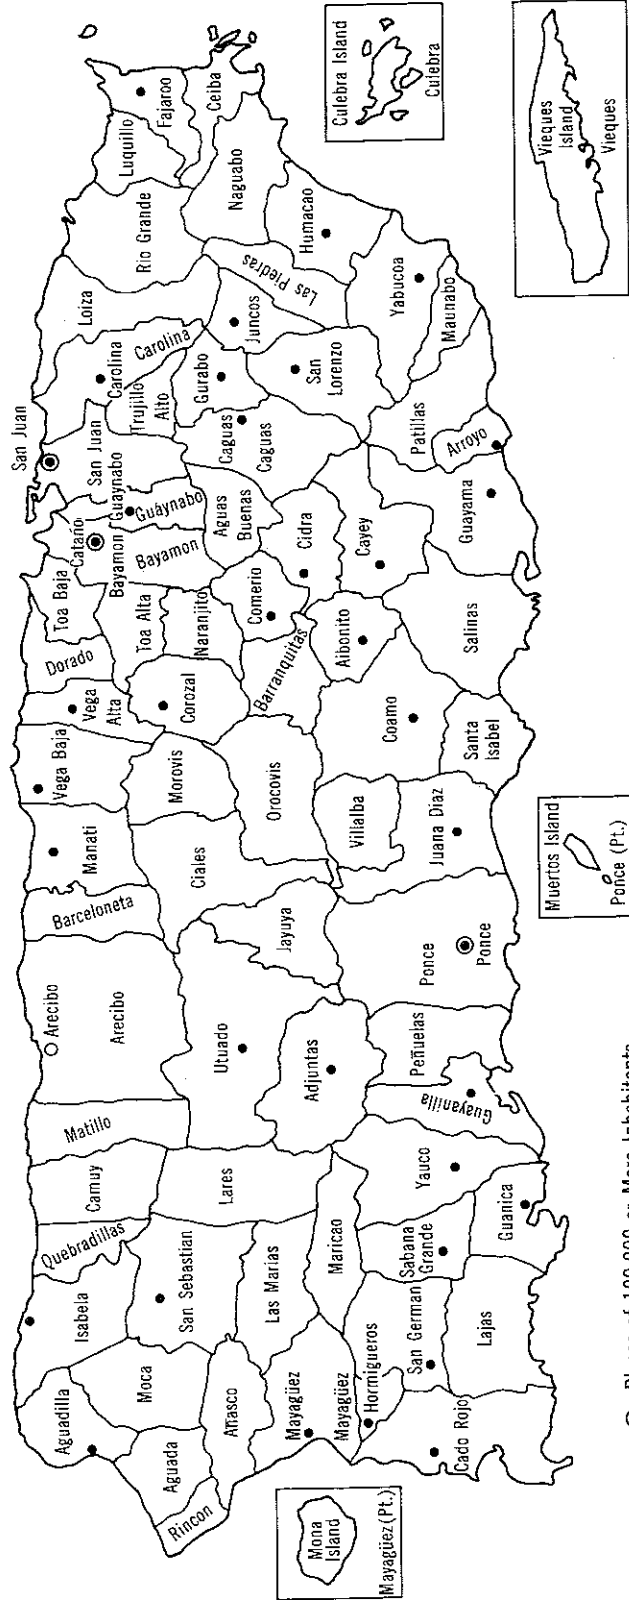 San Juan
Aguadilla
Isabela
Quebradillas
Camuy
Matillo
Arecibo
Arecibo
Barceloneta
Manati
Vega Baja
Vega
Alta
Dorado
Toa Baja
Cataño
San Juan
Carolina
Loiza
Rio Grande
Luquillo
Fajaroo
Ceiba
Rincon
Aguada
Moca
San Sebastian
Lares
Utuado
Ciales
Morovis
Corozal
Toa Alta
Naranjito
Bayamon
Bayamon
Guaynabo
Guáynabo
Trujillo
Alto
Carolina
Gurabo
Juncos
Las Piedras
Naguabo
Humacao
Añasco
Las Marias
Mayagüez
Mayagüez
Maricao
Adjuntas
Jayuya
Orocovis
Barranquitas
Comerio
Aguas
Buenas
Caguas
Caguas
San
Lorenzo
Cidra
Cayey
Aibonito
Villalba
Coamo
Yabucoa
Maunabo
Patillas
Arroyo
Guayama
Salinas
Santa
Isabel
Juana Diaz
Ponce
Ponce
Peñuelas
Guayanilla
Yauco
Guanica
Sabana
Grande
San German
Hormigueros
Lajas
Cado Rojo
Mona
Island
Mayagüez (Pt.)
Muertos Island
Ponce (Pt.)
Culebra Island
Culebra
Vieques
Island
Vieques